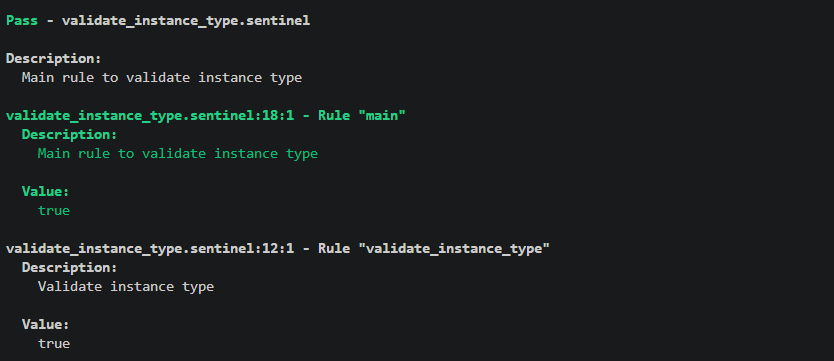 Pass - validate_instance_type.sentinel
Description:
Main rule to validate instance type
validate_instance_type.sentinel:18:1 - Rule "main"
Description:
Main rule to validate instance type
Value:
true
validate_instance_type.sentinel:12:1 - Rule "validate_instance_type"
Description:
Validate instance type
Value:
true